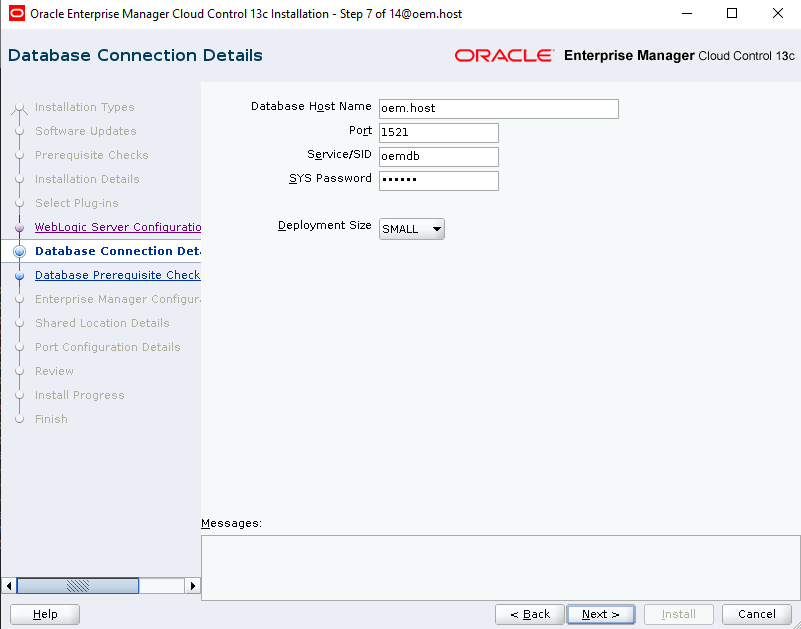 Oracle Enterprise Manager Cloud Control 13c Installation - Step 7 of 14@oem.host
Database Connection Details
ORACLE Enterprise Manager Cloud Control 13c
Installation Types
Software Updates
Prerequisite Checks
Installation Details
Select Plug-ins
WebLogic Server Configuratio
Database Connection Deta
Database Prerequisite Check
Enterprise Manager Configura
Shared Location Details
Port Configuration Details
Review
Install Progress
Finish
Database Host Name oem.host
Port 1521
Service/SID oemdb
SYS Password ••••••
Deployment Size SMALL
Messages:
Help < Back Next > Install Cancel